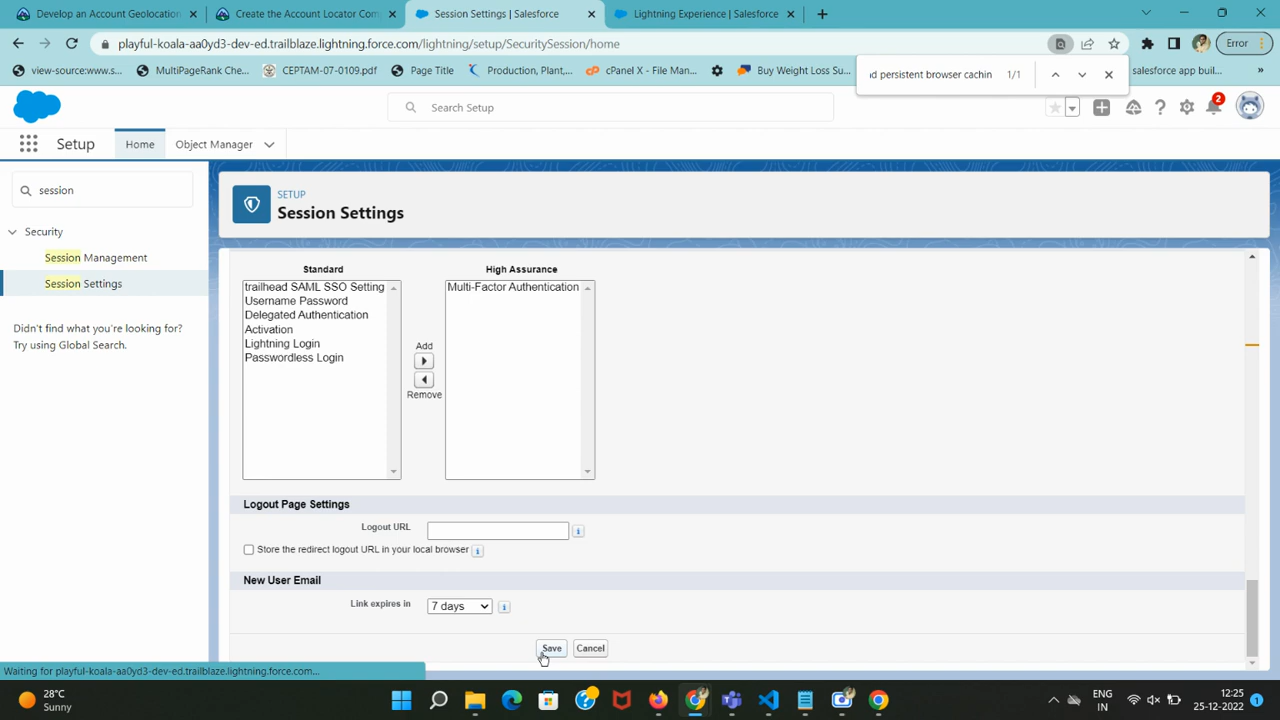 Develop an Account Geolocation
Create the Account Locator Com
Session Settings | Salesforce
Lightning Experience | Salesforce
playful-koala-aa0yd3-dev-ed.trailblaze.lightning.force.com/lightning/setup/SecuritySession/home
Error
view-source:www.s...
MultiPageRank Che...
CEPTAM-07-0109.pdf
Page Title
Production, Plant,...
cPanel X - File Man...
Buy Weight Loss Su...
salesforce app buil...
d persistent browser cachin
1/1
Search Setup
2
Setup
Home
Object Manager
session
Security
Session Management
Session Settings
Didn't find what you're looking for?
Try using Global Search.
SETUP
Session Settings
Standard
High Assurance
trailhead SAML SSO Setting
Username Password
Delegated Authentication
Activation
Lightning Login
Passwordless Login
Add
Remove
Multi-Factor Authentication
Logout Page Settings
Logout URL
Store the redirect logout URL in your local browser
New User Email
Link expires in
7 days
Save
Cancel
Waiting for playful-koala-aa0yd3-dev-ed.trailblaze.lightning.force.com...
28°C
Sunny
ENG
IN
12:25
25-12-2022